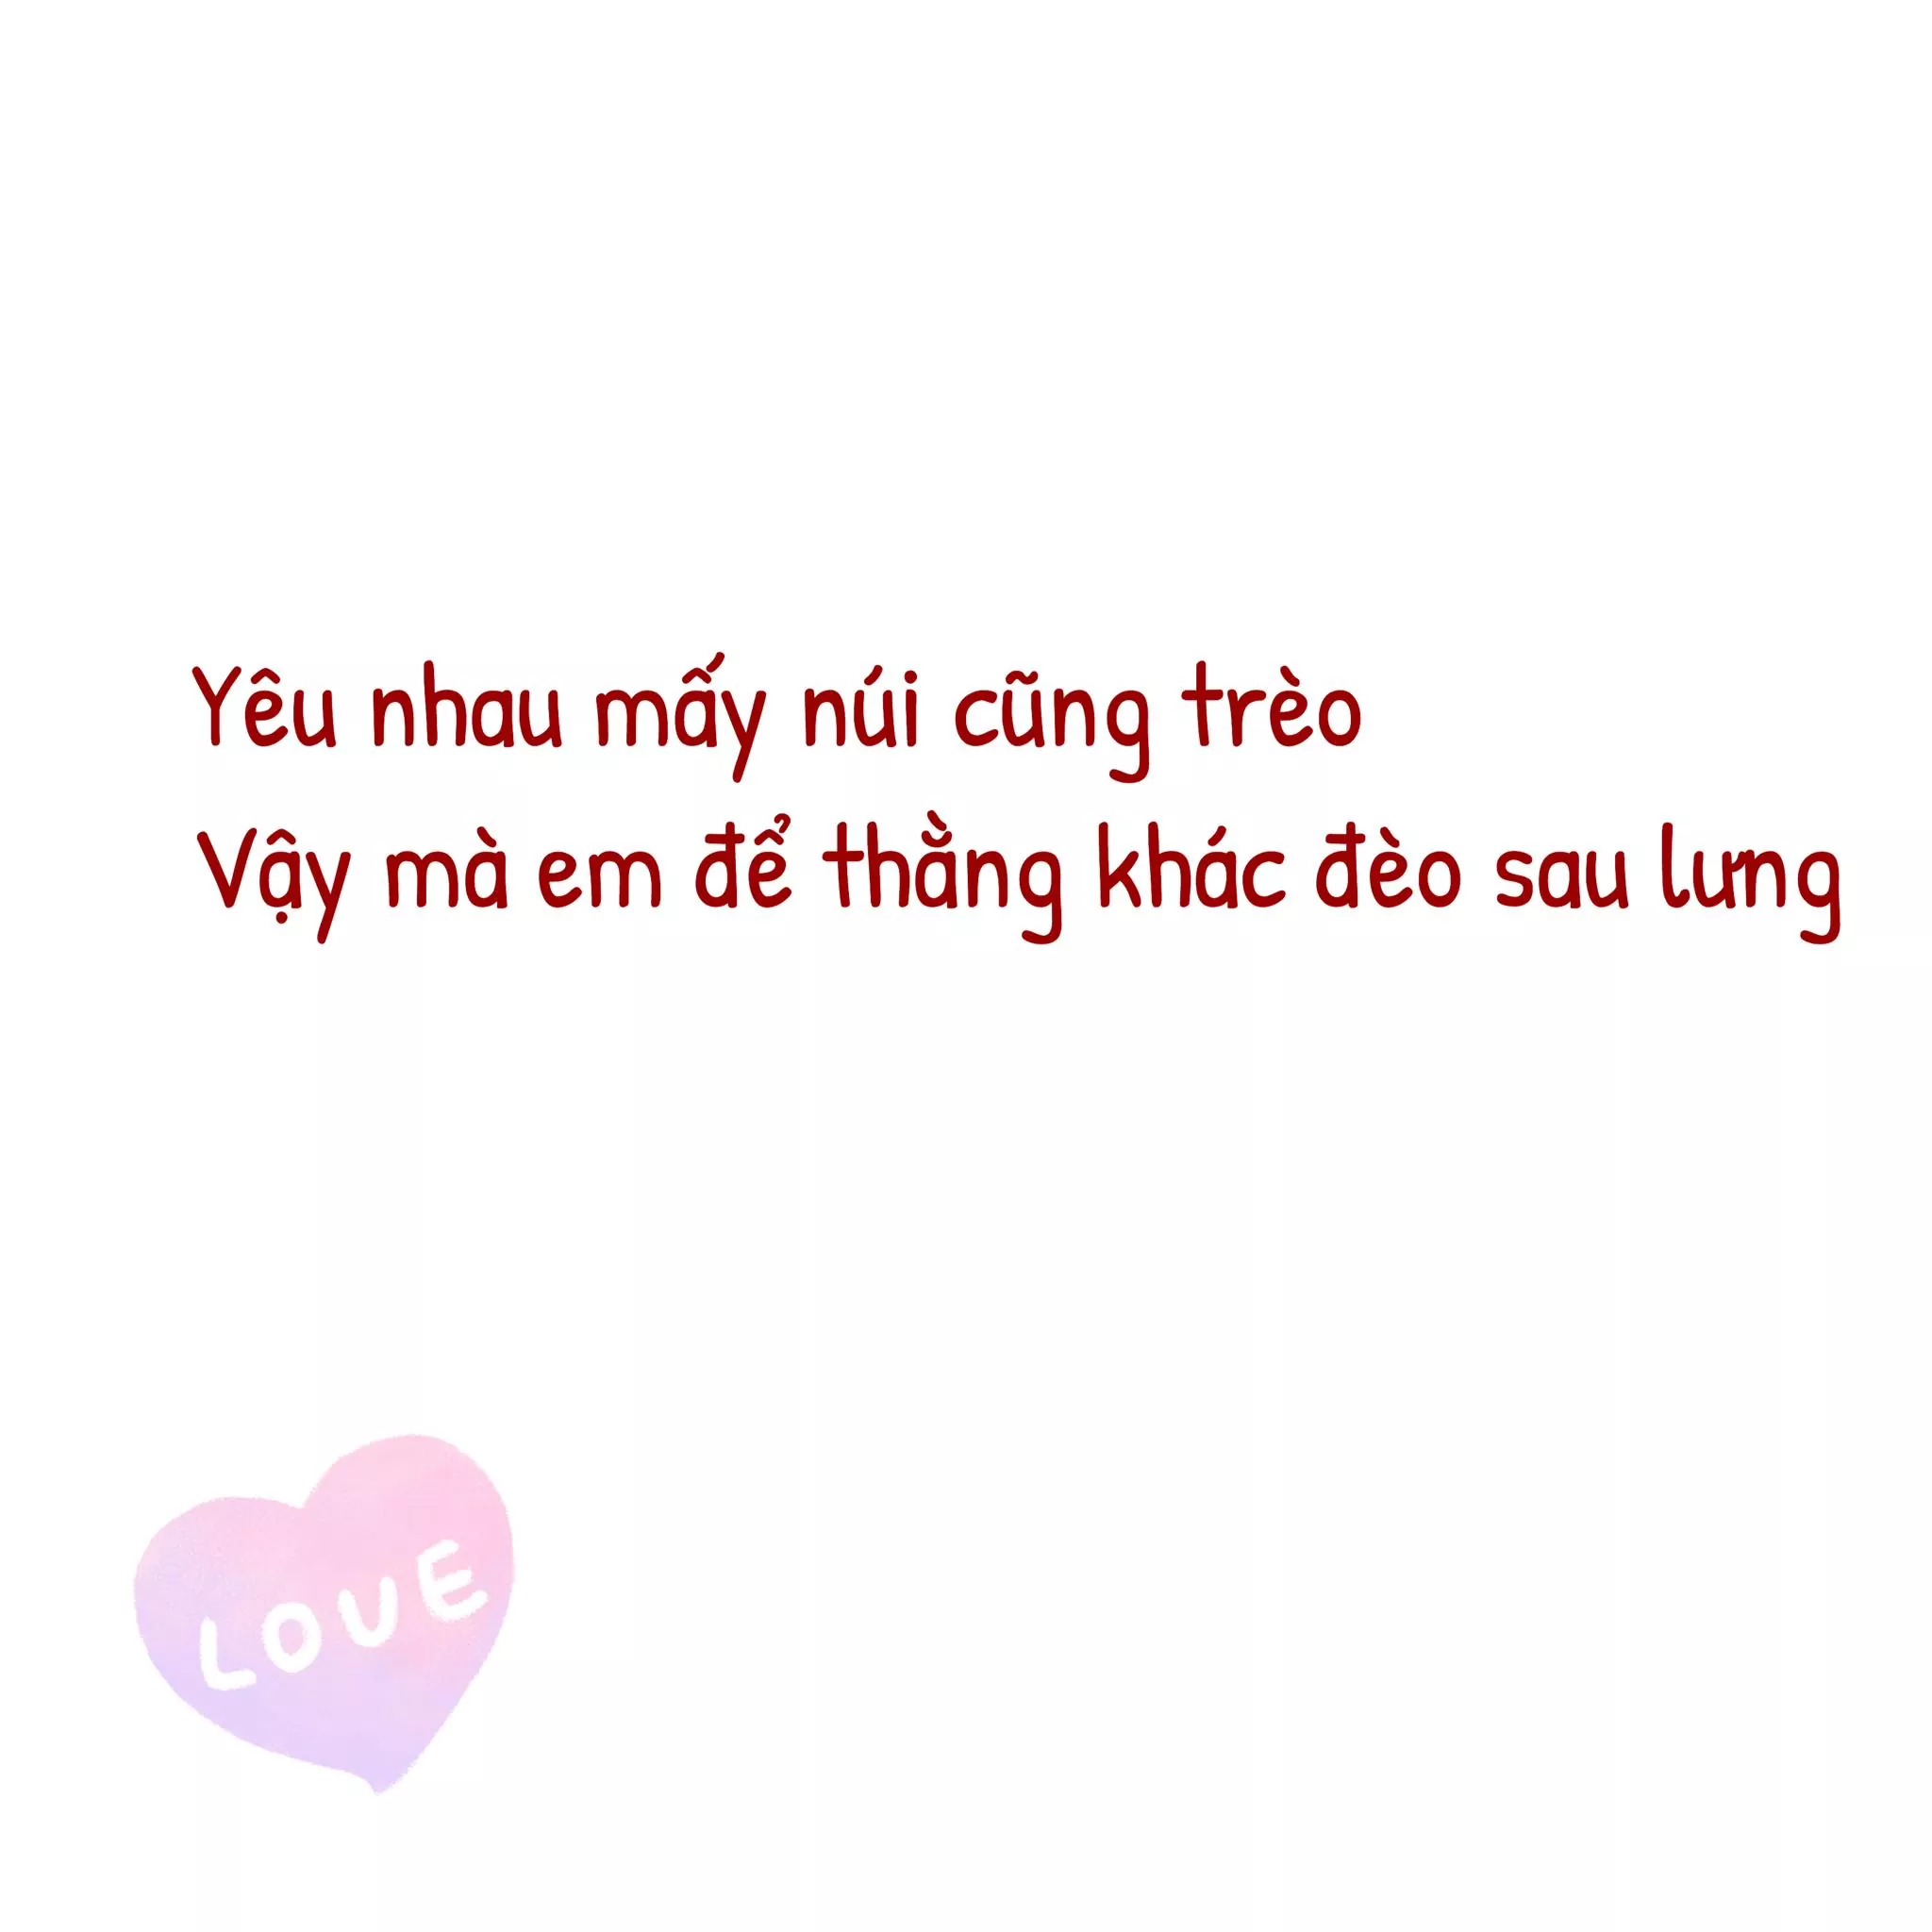 Yêu nhau mấy núi cũng trèo
Vậy mà em để thằng khác đèo sau lưng
LOVE